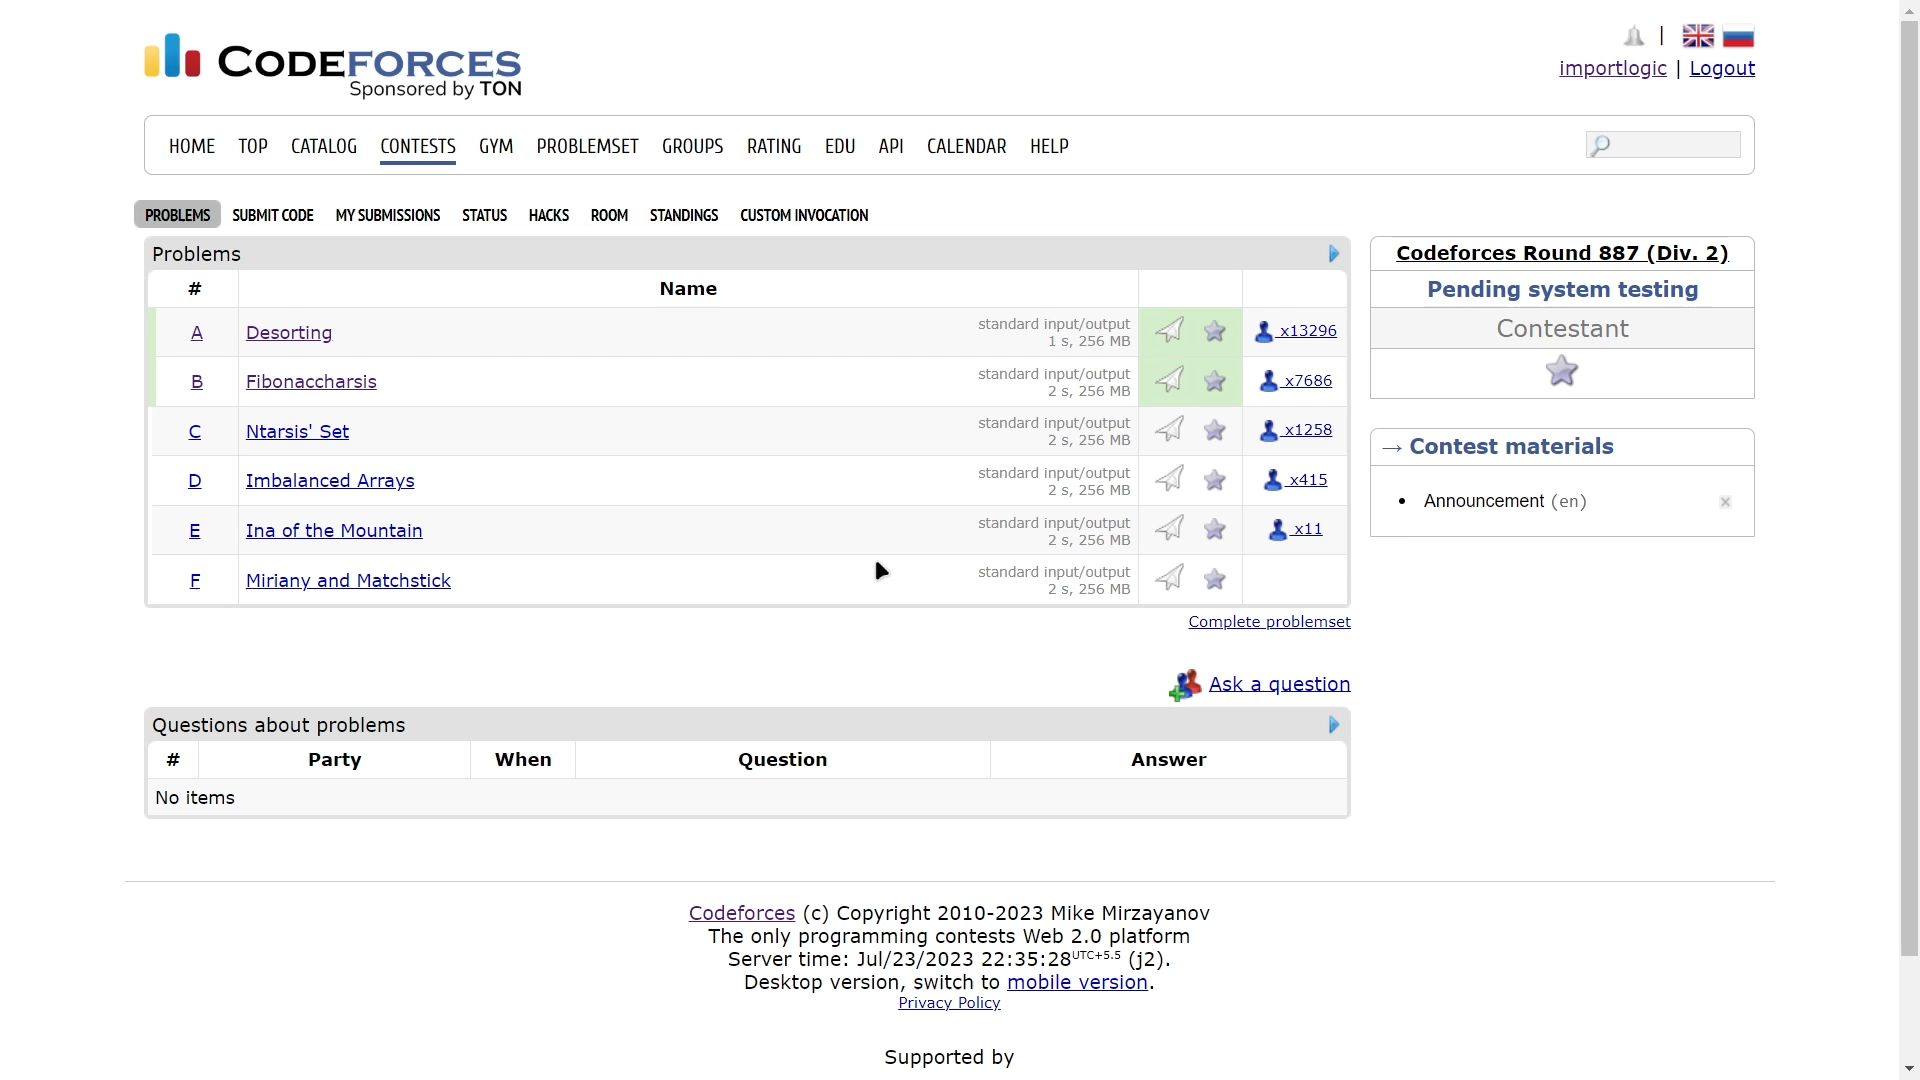 CODEFORCES
Sponsored by TON
|
importlogic | Logout
HOME TOP CATALOG CONTESTS GYM PROBLEMSET GROUPS RATING EDU API CALENDAR HELP
PROBLEMS SUBMIT CODE MY SUBMISSIONS STATUS HACKS ROOM STANDINGS CUSTOM INVOCATION
Problems
# Name
A Desorting standard input/output x13296
1 s, 256 MB
B Fibonaccharsis standard input/output x7686
2 s, 256 MB
C Ntarsis' Set standard input/output x1258
2 s, 256 MB
D Imbalanced Arrays standard input/output x415
2 s, 256 MB
E Ina of the Mountain standard input/output x11
2 s, 256 MB
F Miriany and Matchstick standard input/output
2 s, 256 MB
Complete problemset
Ask a question
Questions about problems
# Party When Question Answer
No items
Codeforces Round 887 (Div. 2)
Pending system testing
Contestant
→ Contest materials
• Announcement (en)
Codeforces (c) Copyright 2010-2023 Mike Mirzayanov
The only programming contests Web 2.0 platform
Server time: Jul/23/2023 22:35:28UTC+5.5 (j2).
Desktop version, switch to mobile version.
Privacy Policy
Supported by